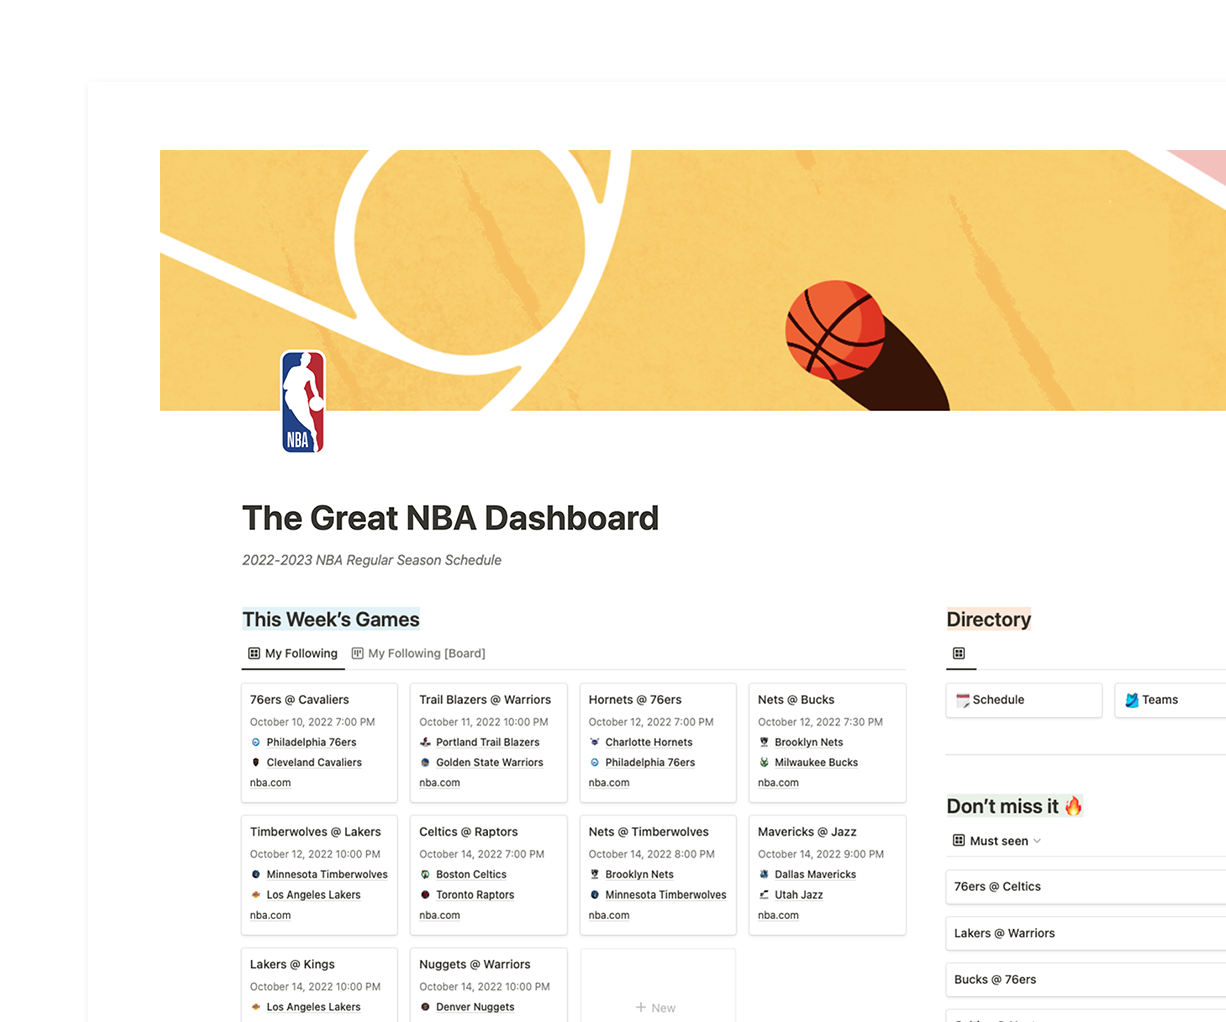 NBA
The Great NBA Dashboard
2022-2023 NBA Regular Season Schedule
This Week's Games
My Following
My Following [Board]
76ers @ Cavaliers
October 10, 2022 7:00 PM
Philadelphia 76ers
Cleveland Cavaliers
nba.com
Trail Blazers @ Warriors
October 11, 2022 10:00 PM
Portland Trail Blazers
Golden State Warriors
nba.com
Hornets @ 76ers
October 12, 2022 7:00 PM
Charlotte Hornets
Philadelphia 76ers
nba.com
Nets @ Bucks
October 12, 2022 7:30 PM
Brooklyn Nets
Milwaukee Bucks
nba.com
Timberwolves @ Lakers
October 12, 2022 10:00 PM
Minnesota Timberwolves
Los Angeles Lakers
nba.com
Celtics @ Raptors
October 14, 2022 7:00 PM
Boston Celtics
Toronto Raptors
nba.com
Nets @ Timberwolves
October 14, 2022 8:00 PM
Brooklyn Nets
Minnesota Timberwolves
nba.com
Mavericks @ Jazz
October 14, 2022 9:00 PM
Dallas Mavericks
Utah Jazz
nba.com
Lakers @ Kings
October 14, 2022 10:00 PM
Los Angeles Lakers
Nuggets @ Warriors
October 14, 2022 10:00 PM
Denver Nuggets
+ New
Directory
Schedule
Teams
Don't miss it 🔥
Must seen
76ers @ Celtics
Lakers @ Warriors
Bucks @ 76ers